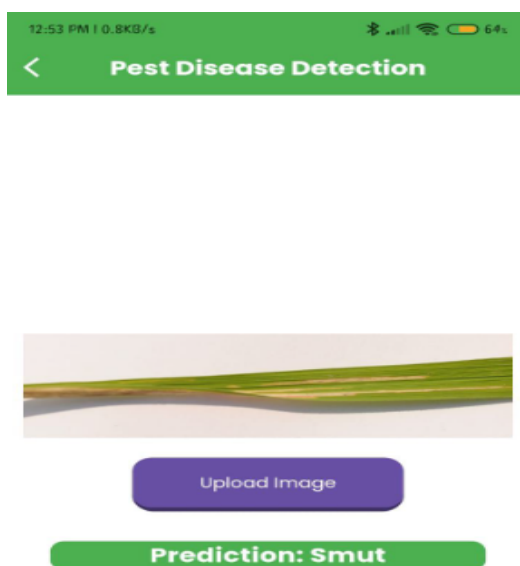 12:53 PM | 0.8KB/s 64%
Pest Disease Detection
Upload Image
Prediction: Smut